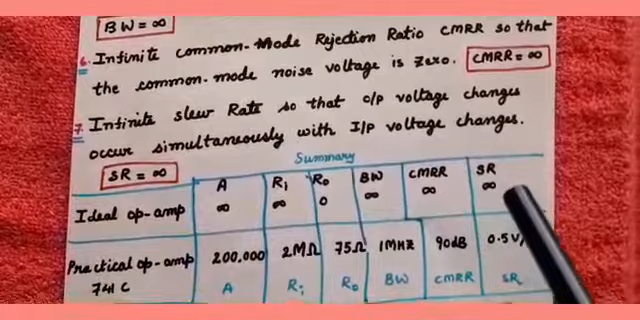 BW = ∞
6. Infinite common-Mode Rejection Ratio CMRR so that
the common-mode noise voltage is zero. CMRR = ∞
7. Infinite slew Rate so that o/p voltage changes
occur simultaneously with I/P voltage changes.
SR = ∞
Summary
A Ri Ro BW CMRR SR
Ideal op-amp ∞ ∞ 0 ∞ ∞ ∞
Practical op-amp 200,000 2MΩ 75Ω 1MHz 90dB 0.5V/
741 C A Ri Ro BW CMRR SR